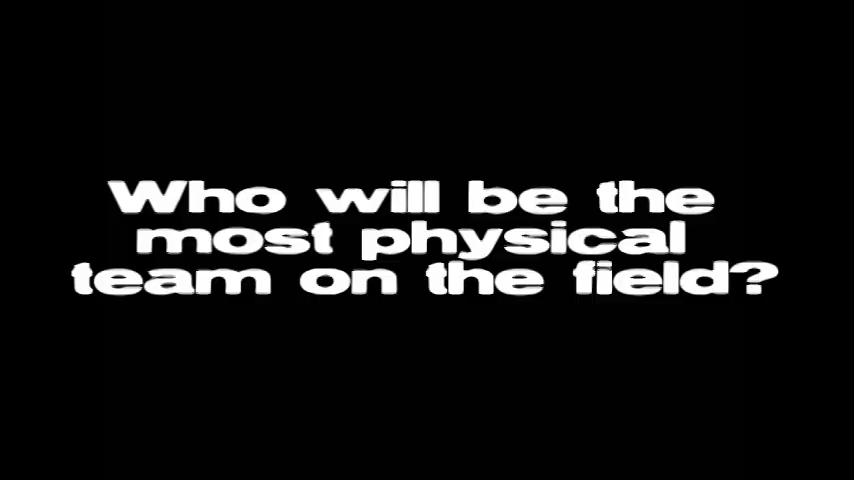 Who will be the
most physical
team on the field?